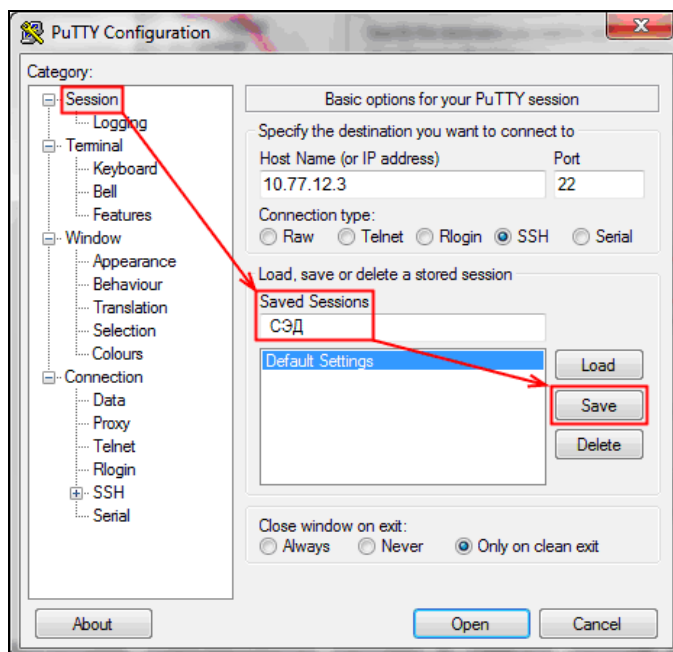 PuTTY Configuration
Category:
Session
Logging
Terminal
Keyboard
Bell
Features
Window
Appearance
Behaviour
Translation
Selection
Colours
Connection
Data
Proxy
Telnet
Rlogin
SSH
Serial
Basic options for your PuTTY session
Specify the destination you want to connect to
Host Name (or IP address) Port
10.77.12.3 22
Connection type:
Raw Telnet Rlogin SSH Serial
Load, save or delete a stored session
Saved Sessions
СЭД
Default Settings
Load
Save
Delete
Close window on exit:
Always Never Only on clean exit
About Open Cancel